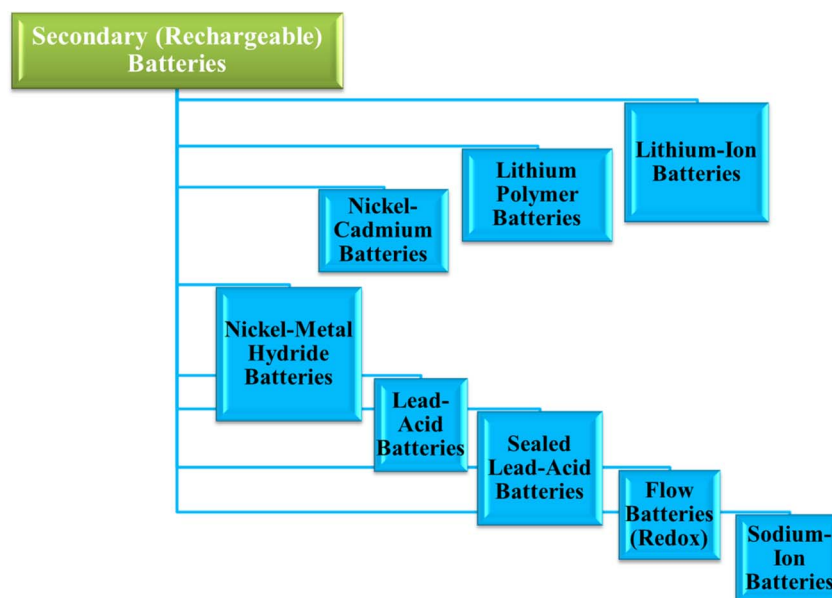 Secondary (Rechargeable)
Batteries
Lithium-Ion
Batteries
Lithium
Polymer
Batteries
Nickel-
Cadmium
Batteries
Nickel-Metal
Hydride
Batteries
Lead-
Acid
Batteries
Sealed
Lead-Acid
Batteries
Flow
Batteries
(Redox)
Sodium-
Ion
Batteries